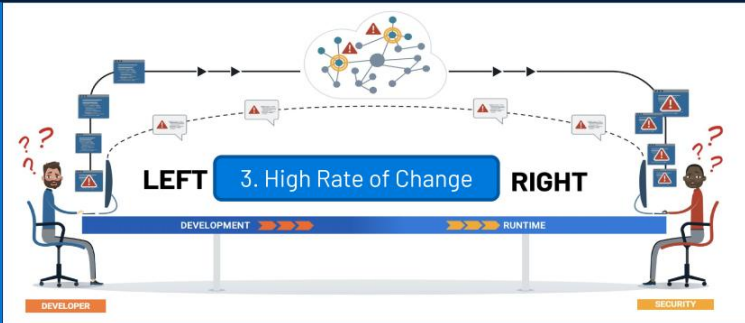 LEFT
3. High Rate of Change
RIGHT
DEVELOPMENT
RUNTIME
DEVELOPER
SECURITY